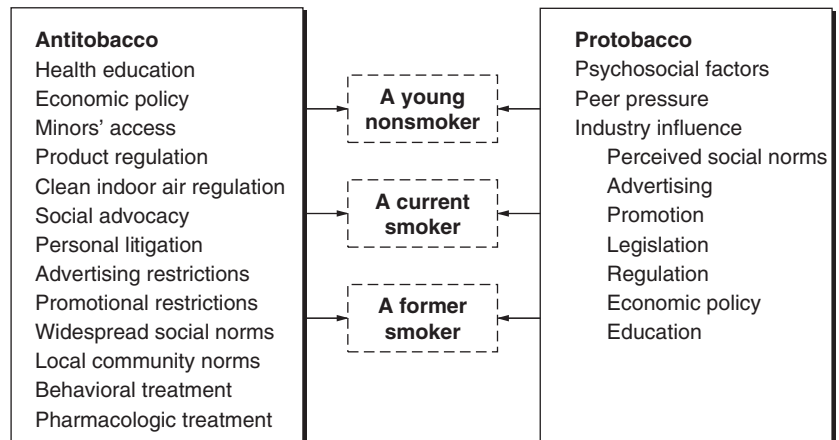 Antitobacco
Health education
Economic policy
Minors' access
Product regulation
Clean indoor air regulation
Social advocacy
Personal litigation
Advertising restrictions
Promotional restrictions
Widespread social norms
Local community norms
Behavioral treatment
Pharmacologic treatment
A young
nonsmoker
A current
smoker
A former
smoker
Protobacco
Psychosocial factors
Peer pressure
Industry influence
Perceived social norms
Advertising
Promotion
Legislation
Regulation
Economic policy
Education